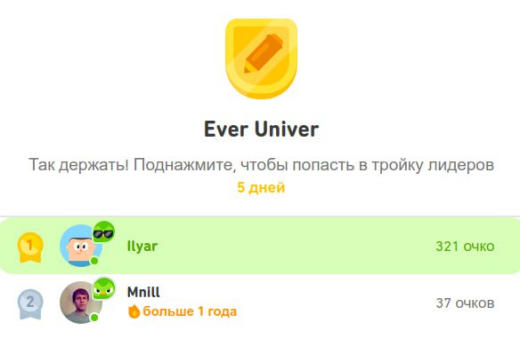 Ever Univer
Так держать! Поднажмите, чтобы попасть в тройку лидеров
5 дней
1 Ilyar 321 очко
2 Mnill 37 очков
больше 1 года